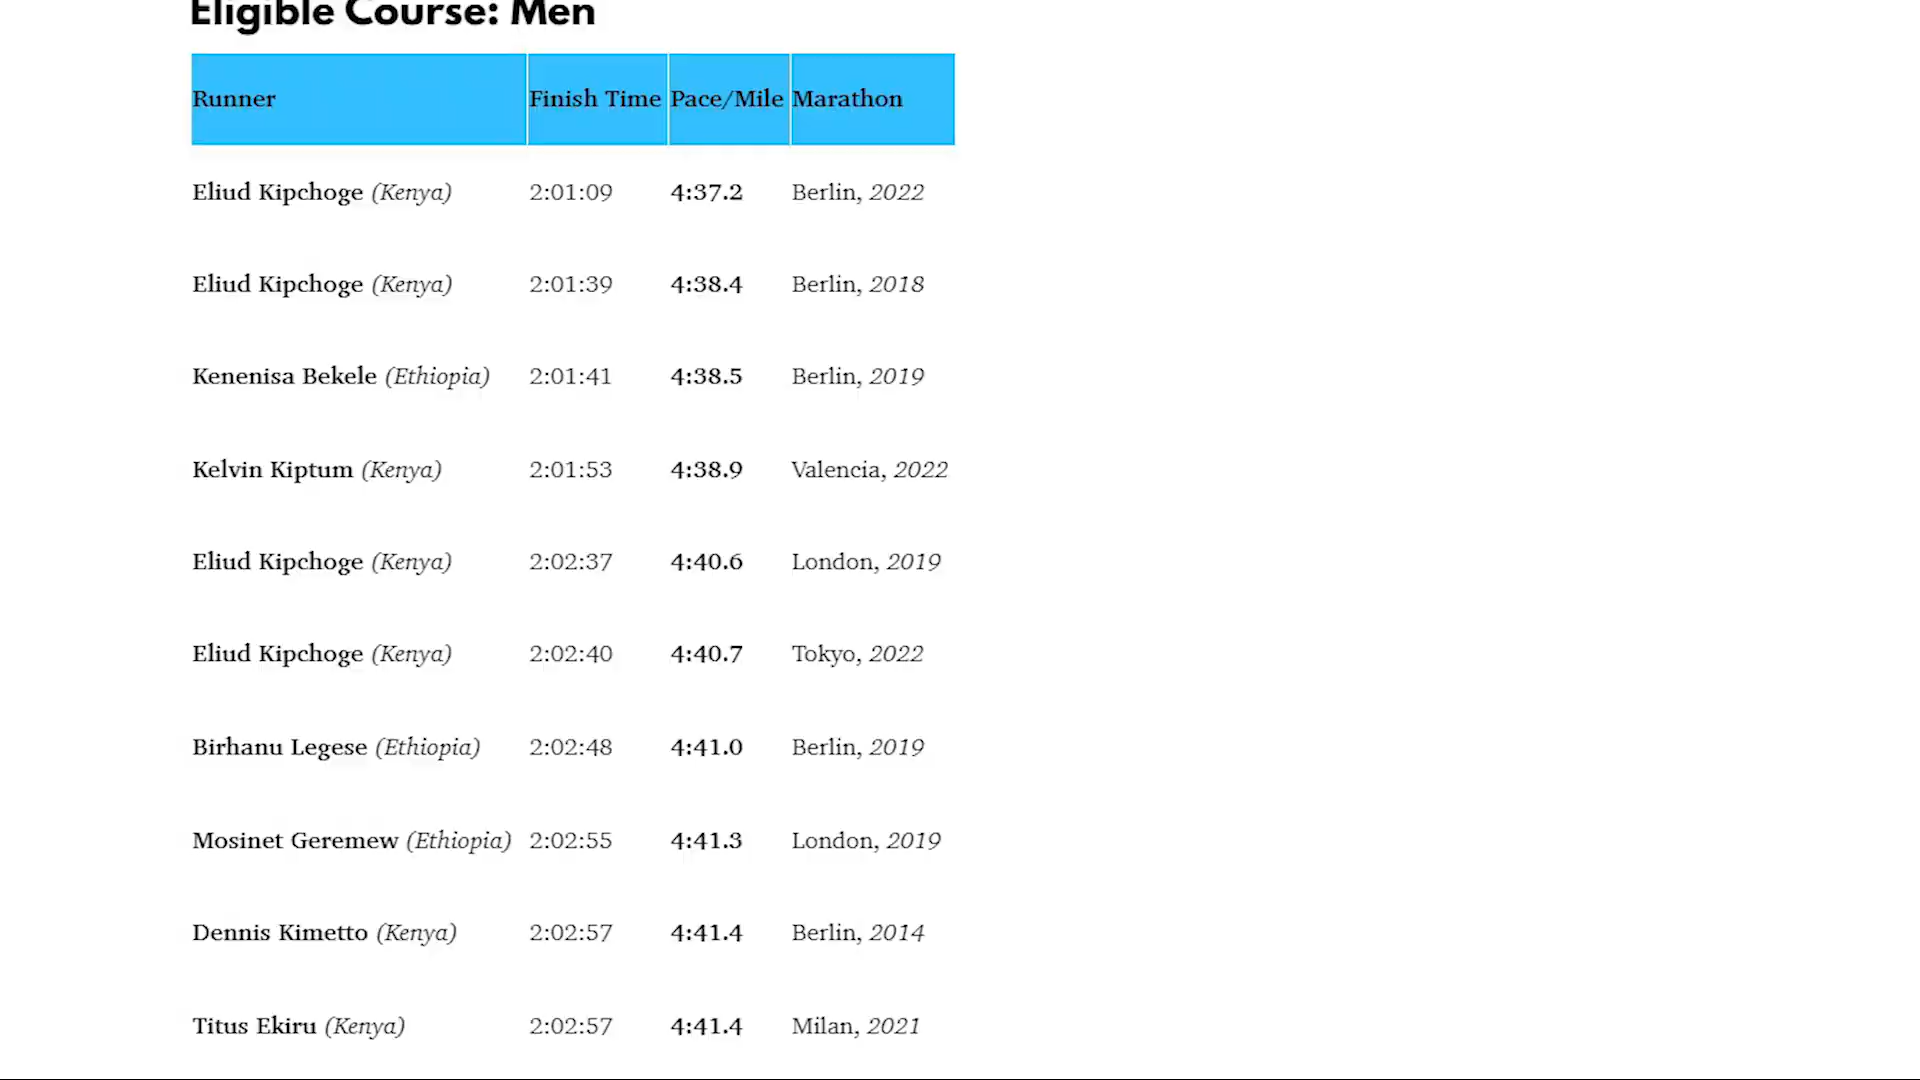 Eligible Course: Men
Runner Finish Time Pace/Mile Marathon
Eliud Kipchoge (Kenya) 2:01:09 4:37.2 Berlin, 2022
Eliud Kipchoge (Kenya) 2:01:39 4:38.4 Berlin, 2018
Kenenisa Bekele (Ethiopia) 2:01:41 4:38.5 Berlin, 2019
Kelvin Kiptum (Kenya) 2:01:53 4:38.9 Valencia, 2022
Eliud Kipchoge (Kenya) 2:02:37 4:40.6 London, 2019
Eliud Kipchoge (Kenya) 2:02:40 4:40.7 Tokyo, 2022
Birhanu Legese (Ethiopia) 2:02:48 4:41.0 Berlin, 2019
Mosinet Geremew (Ethiopia) 2:02:55 4:41.3 London, 2019
Dennis Kimetto (Kenya) 2:02:57 4:41.4 Berlin, 2014
Titus Ekiru (Kenya) 2:02:57 4:41.4 Milan, 2021